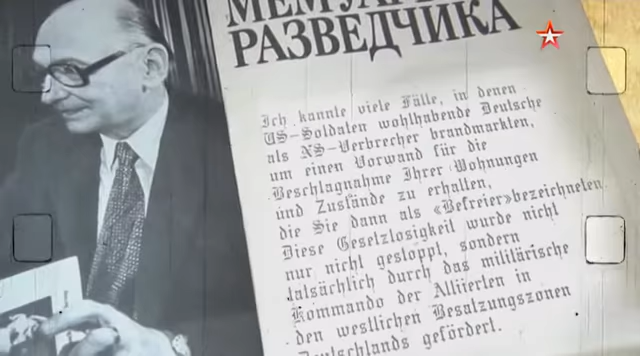 МЕМУАРЫ
РАЗВЕДЧИКА
Ich kannte viele Fälle, in denen
US-Soldaten wohlhabende Deutsche
als NS-Verbrecher brandmarkten,
um einen Vorwand für die
Beschlagnahme Ihrer Wohnungen
und Zustände zu erhalten,
die Sie dann als «Befreier»bezeichneten
Diese Gesetzlosigkeit wurde nicht
nur nicht gestoppt, sondern
tatsächlich durch das militärische
Kommando der Alliierten in
den westlichen Besatzungszonen
Deutschlands gefördert.